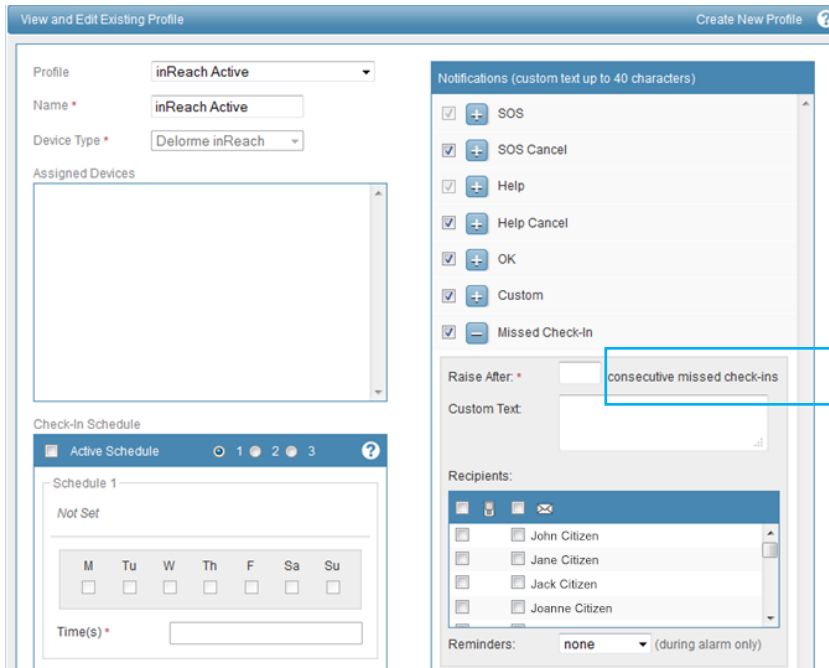 View and Edit Existing Profile
Create New Profile ?
Profile
inReach Active
Name *
inReach Active
Device Type *
Delorme inReach
Assigned Devices
Check-In Schedule
Active Schedule 1 2 3 ?
Schedule 1
Not Set
M Tu W Th F Sa Su
Time(s) *
Notifications (custom text up to 40 characters)
SOS
SOS Cancel
Help
Help Cancel
OK
Custom
Missed Check-In
Raise After: * consecutive missed check-ins
Custom Text:
Recipients:
John Citizen
Jane Citizen
Jack Citizen
Joanne Citizen
Reminders: none (during alarm only)